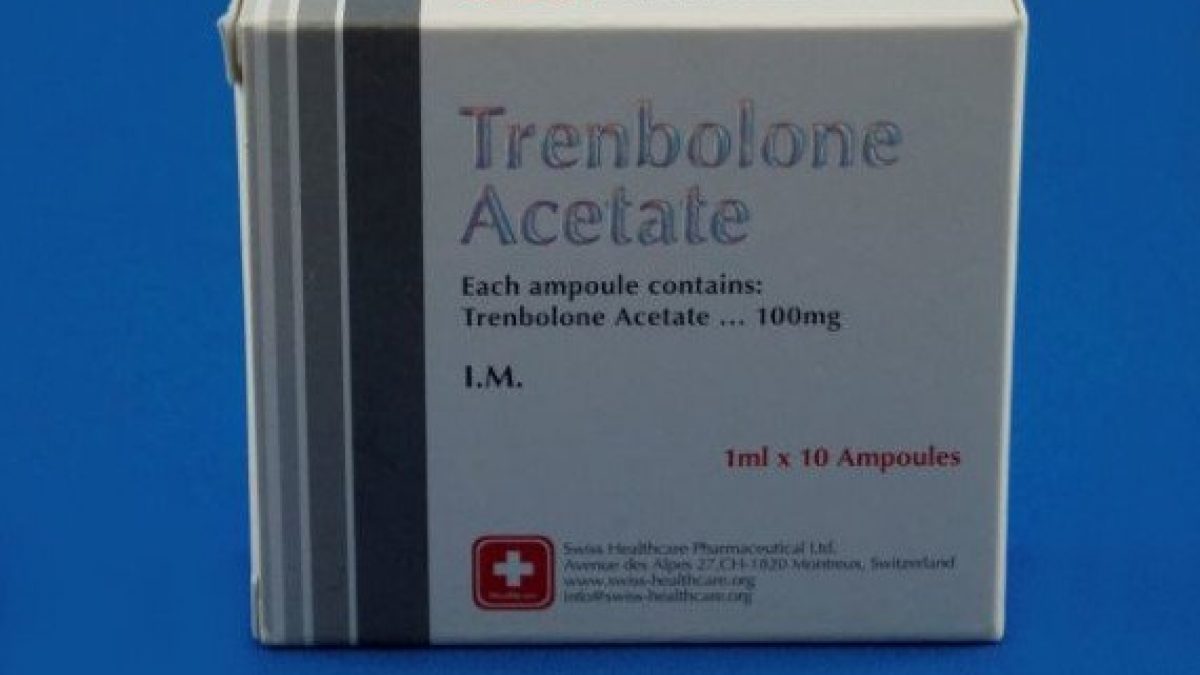 Trenbolone
Acetate
Each ampoule contains:
Trenbolone Acetate ... 100mg
I.M.
1ml x 10 Ampoules
Swiss Healthcare Pharmaceutical Ltd.
Avenue des Alpes 27,CH-1820 Montreux, Switzerland
www.swiss-healthcare.org
info@swiss-healthcare.org